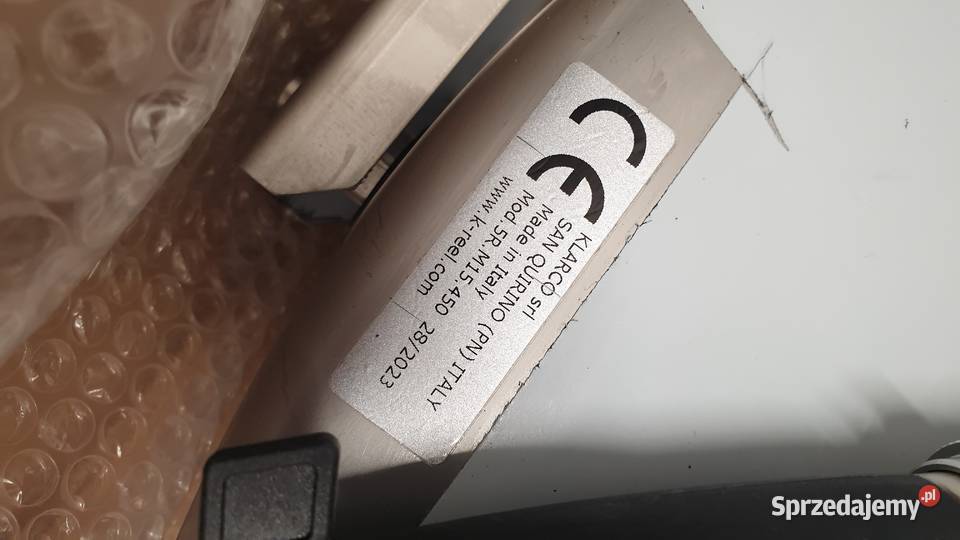 CE
KLARCO srl
SAN QUIRINO (PN) ITALY
Made in Italy
Mod.5R.M15.450 28/2023
www.k-reel.com
Sprzedajemy.pl